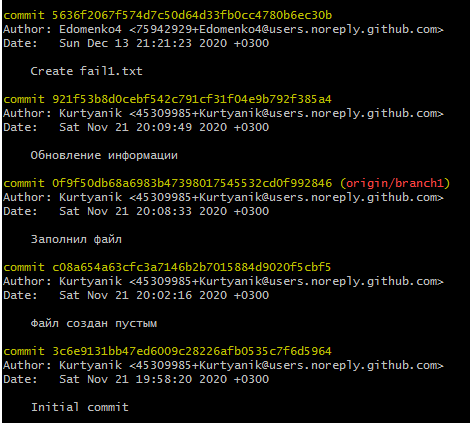 commit 5636f2067f574d7c50d64d33fb0cc4780b6ec30b
Author: Edomenko4 <75942929+Edomenko4@users.noreply.github.com>
Date:   Sun Dec 13 21:21:23 2020 +0300
Create fail1.txt
commit 921f53b8d0cebf542c791cf31f04e9b792f385a4
Author: Kurtyanik <45309985+Kurtyanik@users.noreply.github.com>
Date:   Sat Nov 21 20:09:49 2020 +0300
Обновление информации
commit 0f9f50db68a6983b47398017545532cd0f992846 (origin/branch1)
Author: Kurtyanik <45309985+Kurtyanik@users.noreply.github.com>
Date:   Sat Nov 21 20:08:33 2020 +0300
Заполнил файл
commit c08a654a63cfc3a7146b2b7015884d9020f5cbf5
Author: Kurtyanik <45309985+Kurtyanik@users.noreply.github.com>
Date:   Sat Nov 21 20:02:16 2020 +0300
Файл создан пустым
commit 3c6e9131bb47ed6009c28226afb0535c7f6d5964
Author: Kurtyanik <45309985+Kurtyanik@users.noreply.github.com>
Date:   Sat Nov 21 19:58:20 2020 +0300
Initial commit